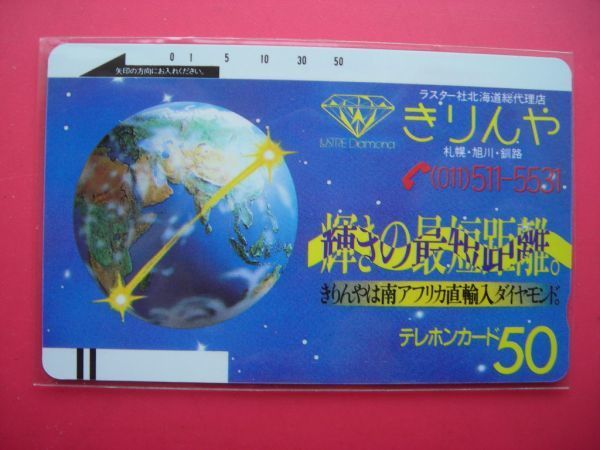 0 1 5 10 30 50
矢印の方向にお入れください。
ラスター社北海道総代理店
きりんや
LUSTRE Diamond
札幌・旭川・釧路
(011)511-5531
輝きの最短距離。
きりんやは南アフリカ直輸入ダイヤモンド。
テレホンカード50